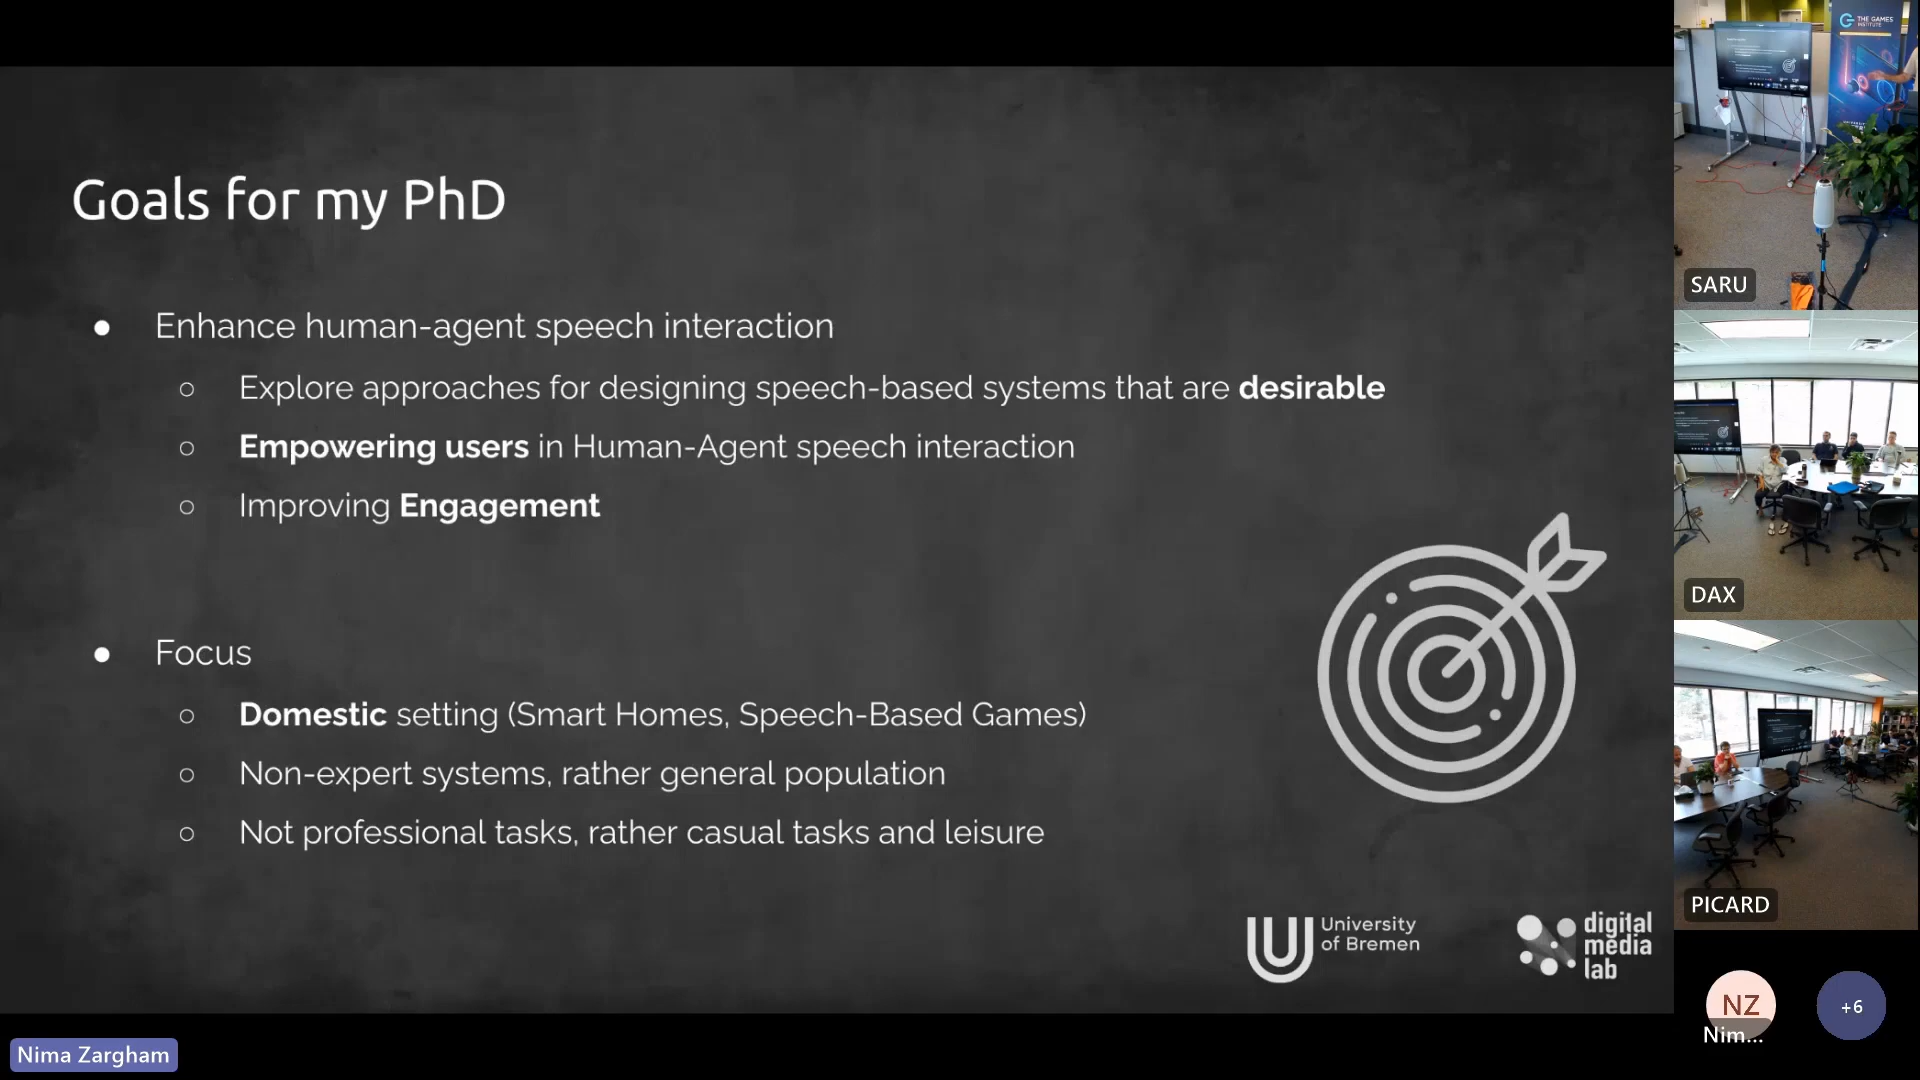 Goals for my PhD
Enhance human-agent speech interaction
Explore approaches for designing speech-based systems that are desirable
Empowering users in Human-Agent speech interaction
Improving Engagement
Focus
Domestic setting (Smart Homes, Speech-Based Games)
Non-expert systems, rather general population
Not professional tasks, rather casual tasks and leisure
University
of Bremen
digital
media
lab
Nima Zargham
THE GAMES
INSTITUTE
SARU
DAX
PICARD
NZ
Nim...
+6